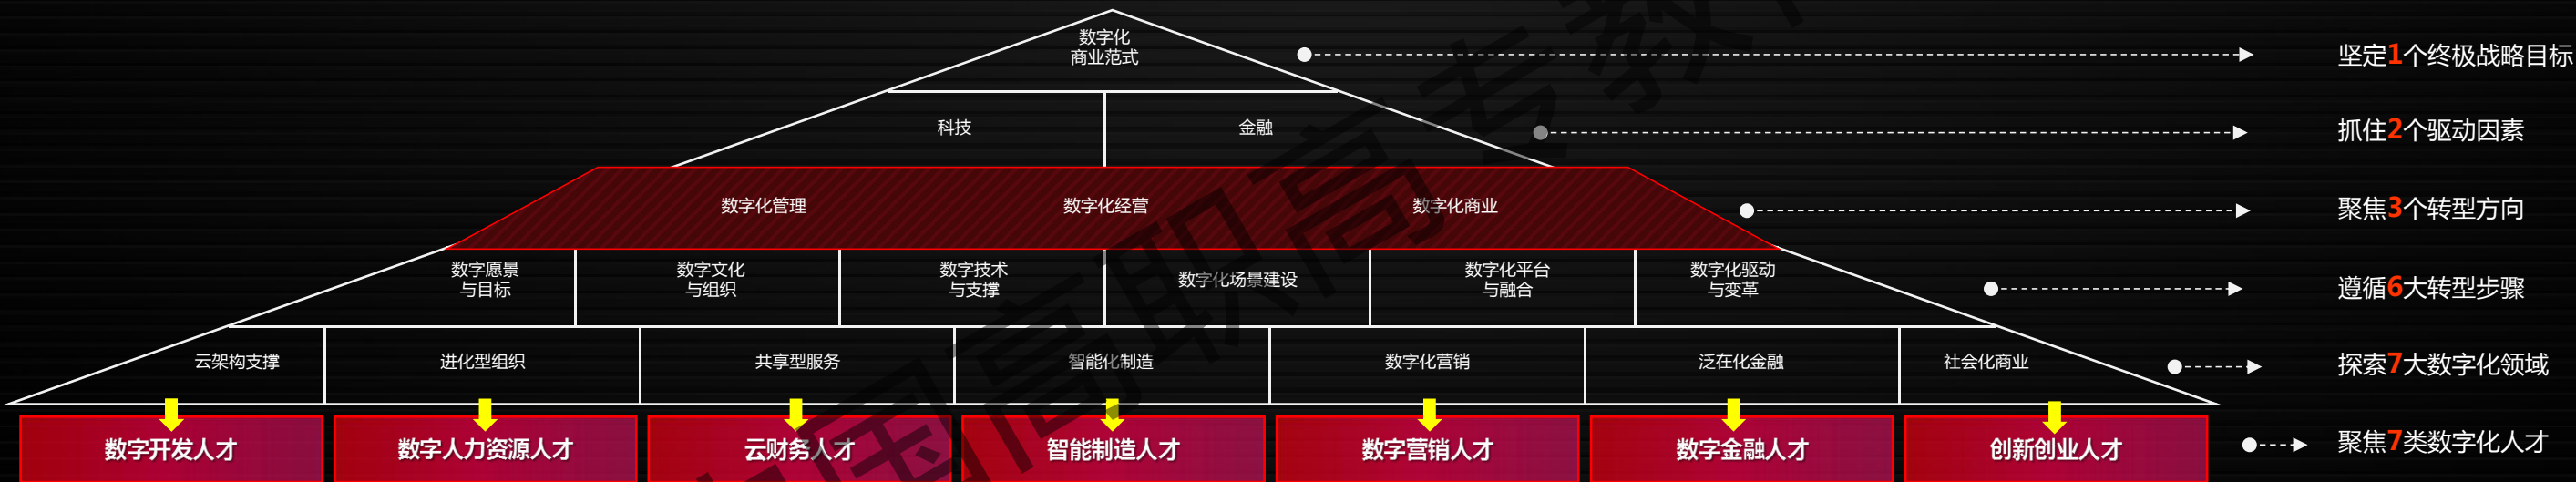 数字化
商业范式
坚定1个终极战略目标
科技
金融
抓住2个驱动因素
数字化管理
数字化经营
数字化商业
聚焦3个转型方向
数字愿景
与目标
数字文化
与组织
数字技术
与支撑
数字化场景建设
数字化平台
与融合
数字化驱动
与变革
遵循6大转型步骤
云架构支撑
进化型组织
共享型服务
智能化制造
数字化营销
泛在化金融
社会化商业
探索7大数字化领域
数字开发人才
数字人力资源人才
云财务人才
智能制造人才
数字营销人才
数字金融人才
创新创业人才
聚焦7类数字化人才
国高职高专教